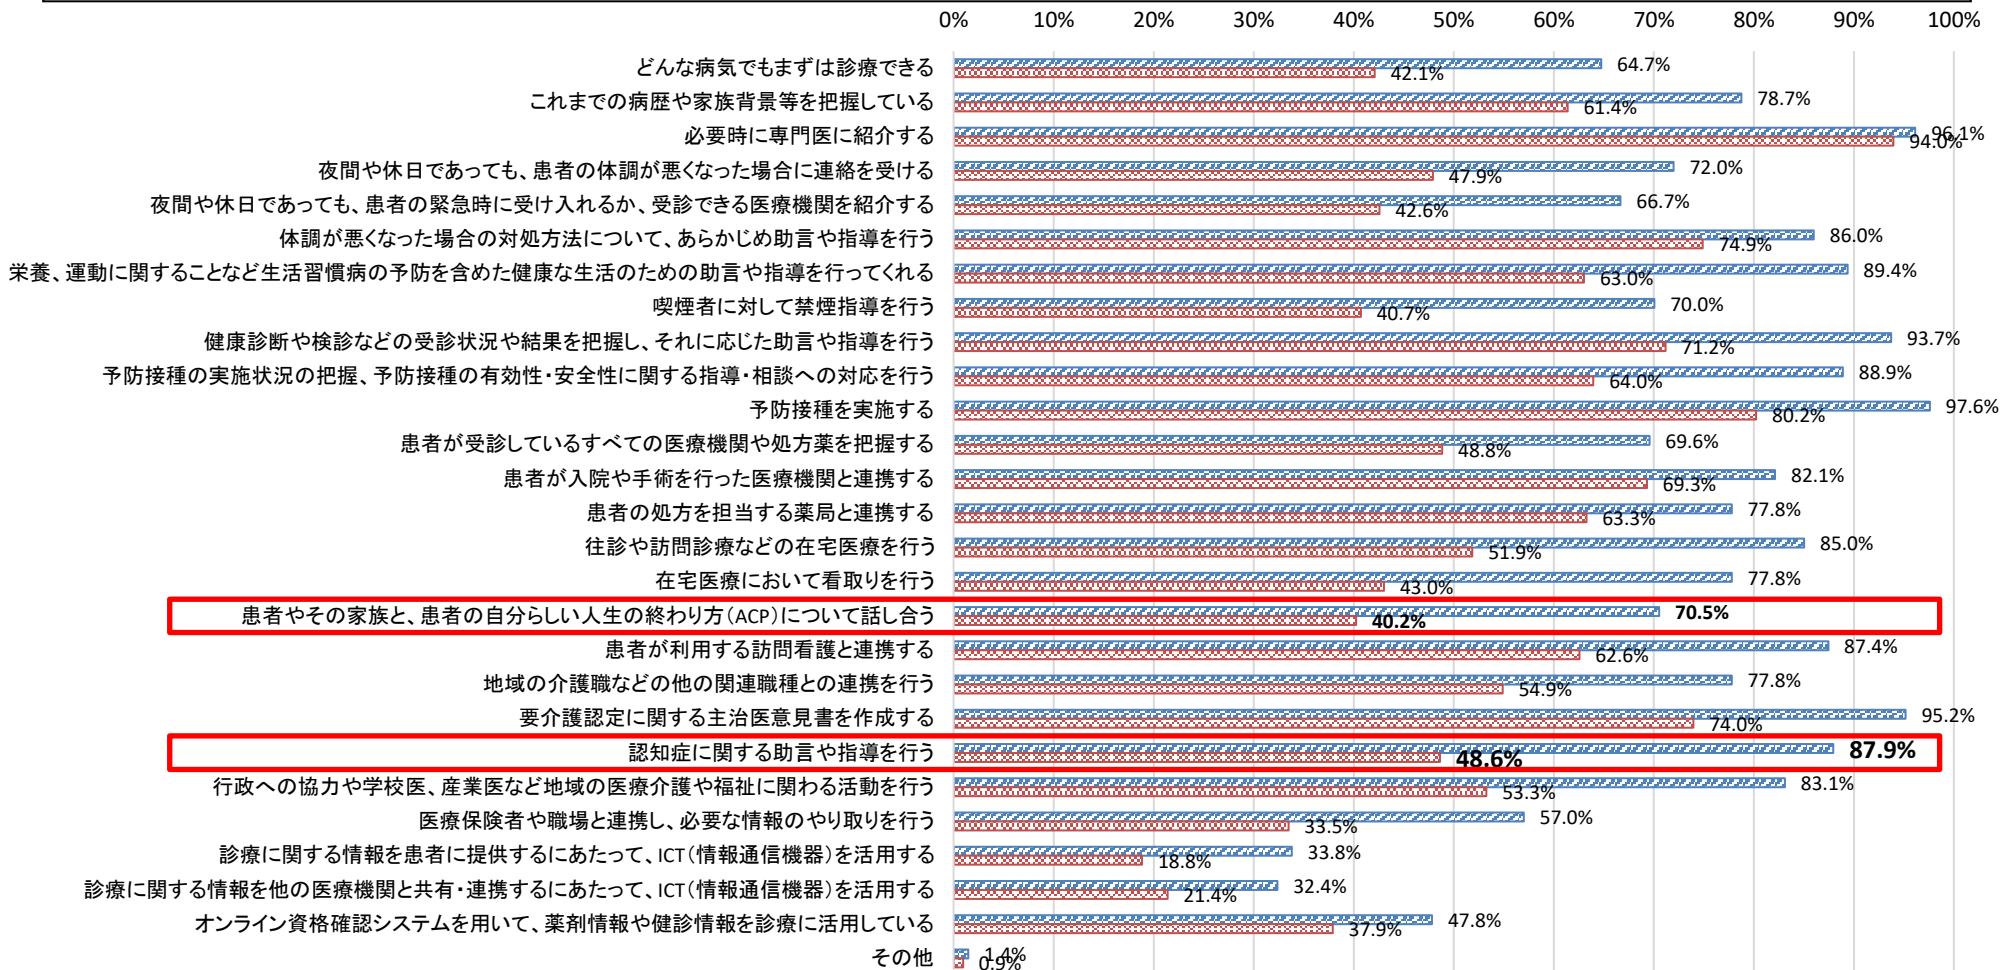 0% 10% 20% 30% 40% 50% 60% 70% 80% 90% 100%
どんな病気でもまずは診療できる 64.7% 42.1%
これまでの病歴や家族背景等を把握している 78.7% 61.4%
必要時に専門医に紹介する 96.1% 94.0%
夜間や休日であっても、患者の体調が悪くなった場合に連絡を受ける 72.0% 47.9%
夜間や休日であっても、患者の緊急時に受け入れるか、受診できる医療機関を紹介する 66.7% 42.6%
体調が悪くなった場合の対処方法について、あらかじめ助言や指導を行う 86.0% 74.9%
栄養、運動に関することなど生活習慣病の予防を含めた健康な生活のための助言や指導を行ってくれる 89.4% 63.0%
喫煙者に対して禁煙指導を行う 70.0% 40.7%
健康診断や検診などの受診状況や結果を把握し、それに応じた助言や指導を行う 93.7% 71.2%
予防接種の実施状況の把握、予防接種の有効性・安全性に関する指導・相談への対応を行う 88.9% 64.0%
予防接種を実施する 97.6% 80.2%
患者が受診しているすべての医療機関や処方薬を把握する 69.6% 48.8%
患者が入院や手術を行った医療機関と連携する 82.1% 69.3%
患者の処方を担当する薬局と連携する 77.8% 63.3%
往診や訪問診療などの在宅医療を行う 85.0% 51.9%
在宅医療において看取りを行う 77.8% 43.0%
患者やその家族と、患者の自分らしい人生の終わり方(ACP)について話し合う 70.5% 40.2%
患者が利用する訪問看護と連携する 87.4% 62.6%
地域の介護職などの他の関連職種との連携を行う 77.8% 54.9%
要介護認定に関する主治医意見書を作成する 95.2% 74.0%
認知症に関する助言や指導を行う 87.9% 48.6%
行政への協力や学校医、産業医など地域の医療介護や福祉に関わる活動を行う 83.1% 53.3%
医療保険者や職場と連携し、必要な情報のやり取りを行う 57.0% 33.5%
診療に関する情報を患者に提供するにあたって、ICT(情報通信機器)を活用する 33.8% 18.8%
診療に関する情報を他の医療機関と共有・連携するにあたって、ICT(情報通信機器)を活用する 32.4% 21.4%
オンライン資格確認システムを用いて、薬剤情報や健診情報を診療に活用している 47.8% 37.9%
その他 1.4% 0.9%